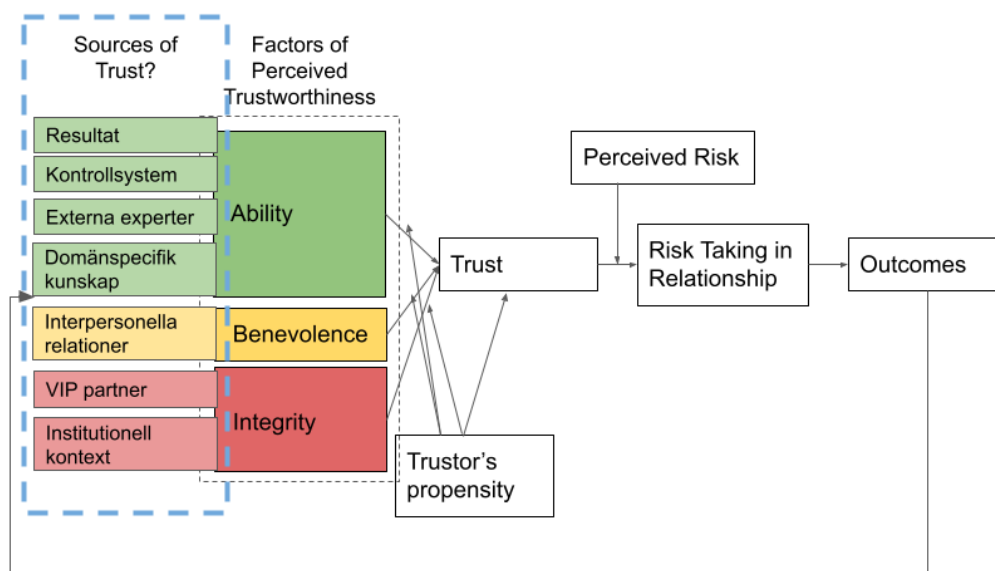 Sources of
Trust?
Factors of
Perceived
Trustworthiness
Resultat
Kontrollsystem
Externa experter
Domänspecifik
kunskap
Interpersonella
relationer
VIP partner
Institutionell
kontext
Ability
Benevolence
Integrity
Trustor's
propensity
Trust
Perceived Risk
Risk Taking in
Relationship
Outcomes